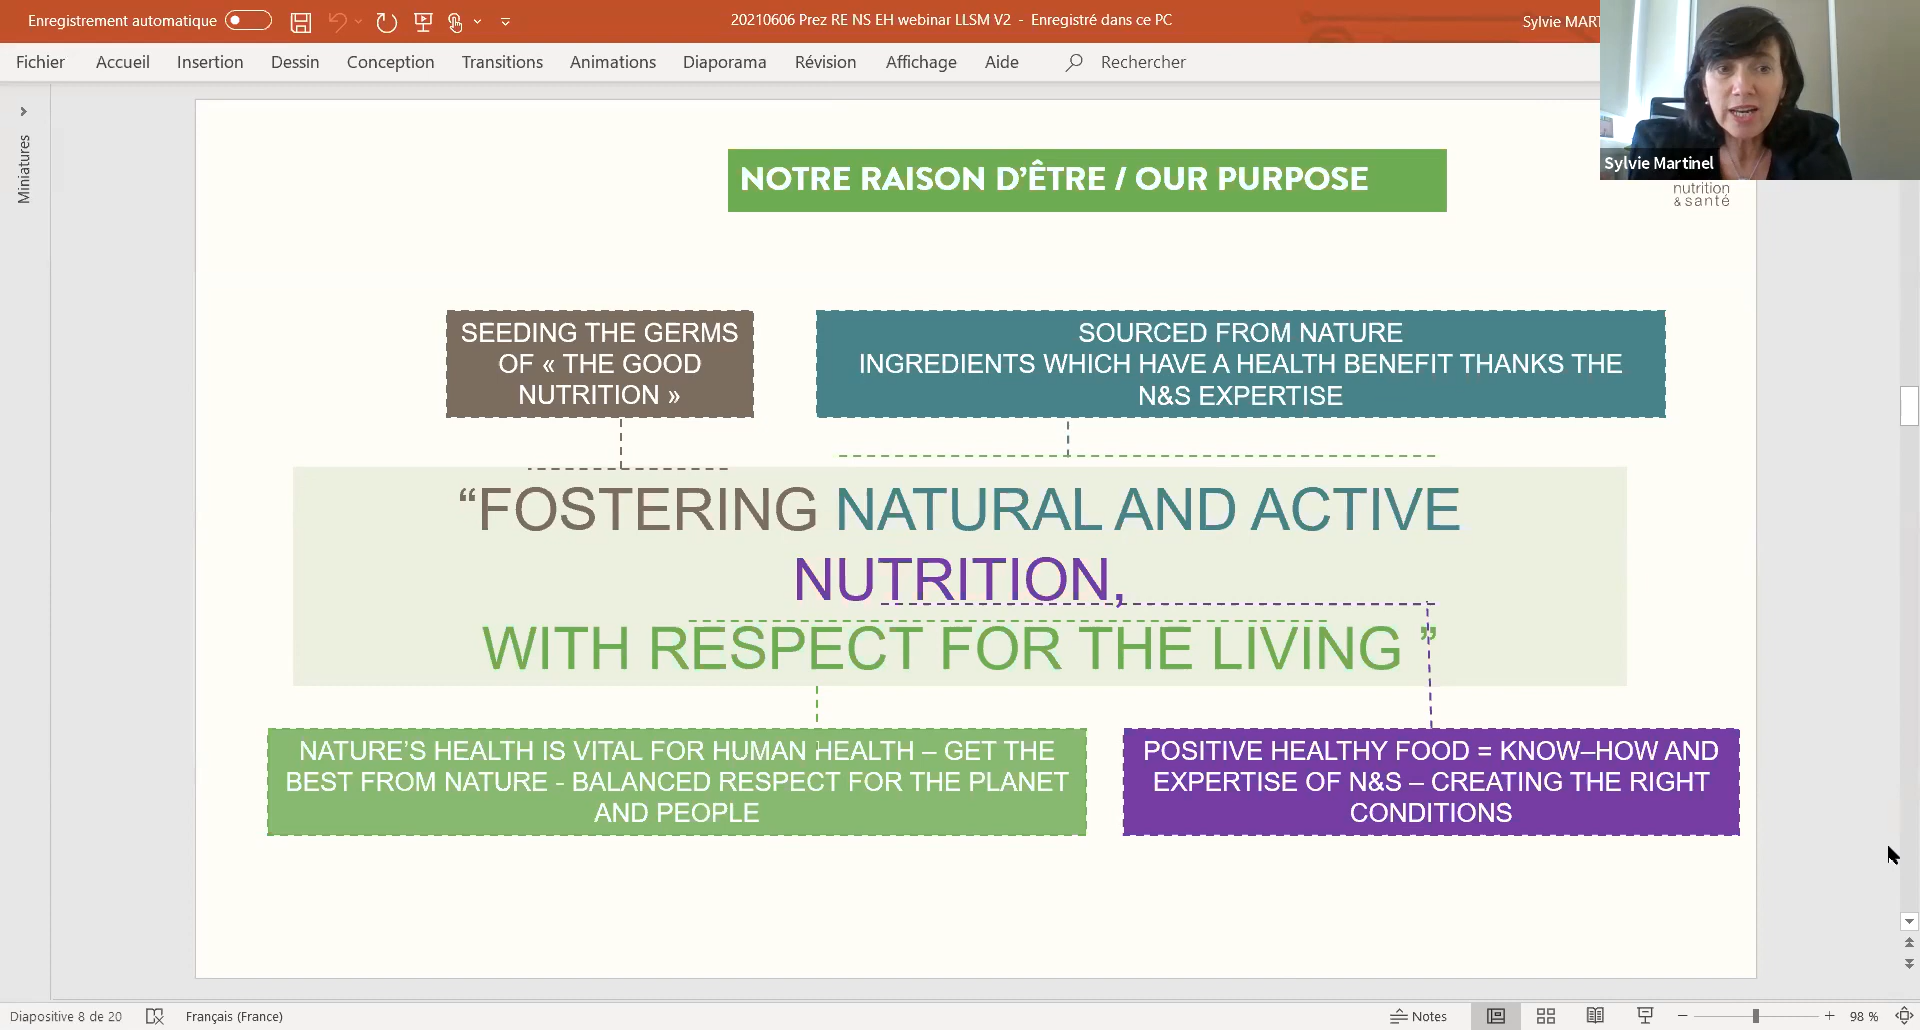 Enregistrement automatique
20210606 Prez RE NS EH webinar LLSM V2 - Enregistré dans ce PC
Sylvie MART
Fichier Accueil Insertion Dessin Conception Transitions Animations Diaporama Révision Affichage Aide Rechercher
Miniatures
Sylvie Martinel
nutrition
& santé
NOTRE RAISON D'ÊTRE / OUR PURPOSE
SEEDING THE GERMS
OF « THE GOOD
NUTRITION »
SOURCED FROM NATURE
INGREDIENTS WHICH HAVE A HEALTH BENEFIT THANKS THE
N&S EXPERTISE
“FOSTERING NATURAL AND ACTIVE
NUTRITION,
WITH RESPECT FOR THE LIVING ”
NATURE’S HEALTH IS VITAL FOR HUMAN HEALTH – GET THE
BEST FROM NATURE - BALANCED RESPECT FOR THE PLANET
AND PEOPLE
POSITIVE HEALTHY FOOD = KNOW–HOW AND
EXPERTISE OF N&S – CREATING THE RIGHT
CONDITIONS
Diapositive 8 de 20 Français (France) Notes 98 %